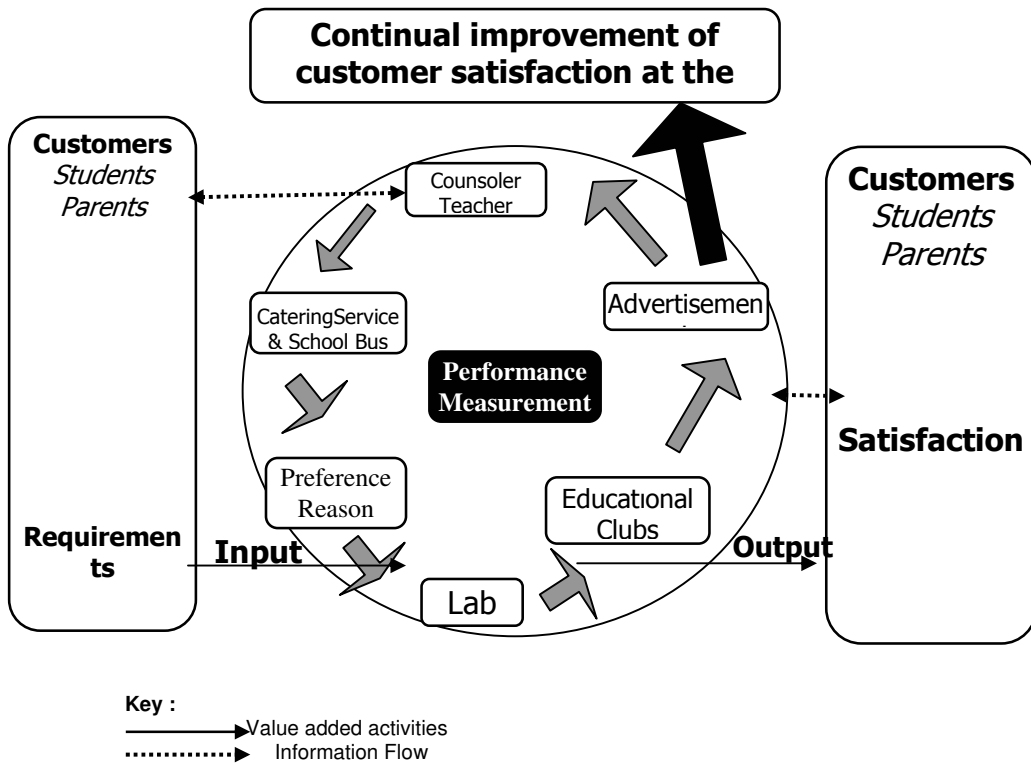 Continual improvement of
customer satisfaction at the
Customers
Students
Parents
Requiremen
ts
Counsoler
Teacher
CateringService
& School Bus
Preference
Reason
Input
Lab
Performance
Measurement
Advertisemen
Educatıonal
Clubs
Output
Customers
Students
Parents
Satisfaction
Key :
Value added activities
Information Flow